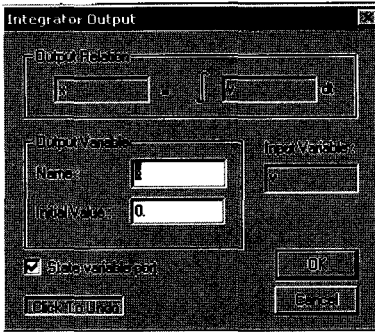 Integrator Output
Output Relation
= ∫ dt
Output Variable
Name:
Initial Value: 0.
Input Variable:
State variable port
OK
Click To Undo
Cancel